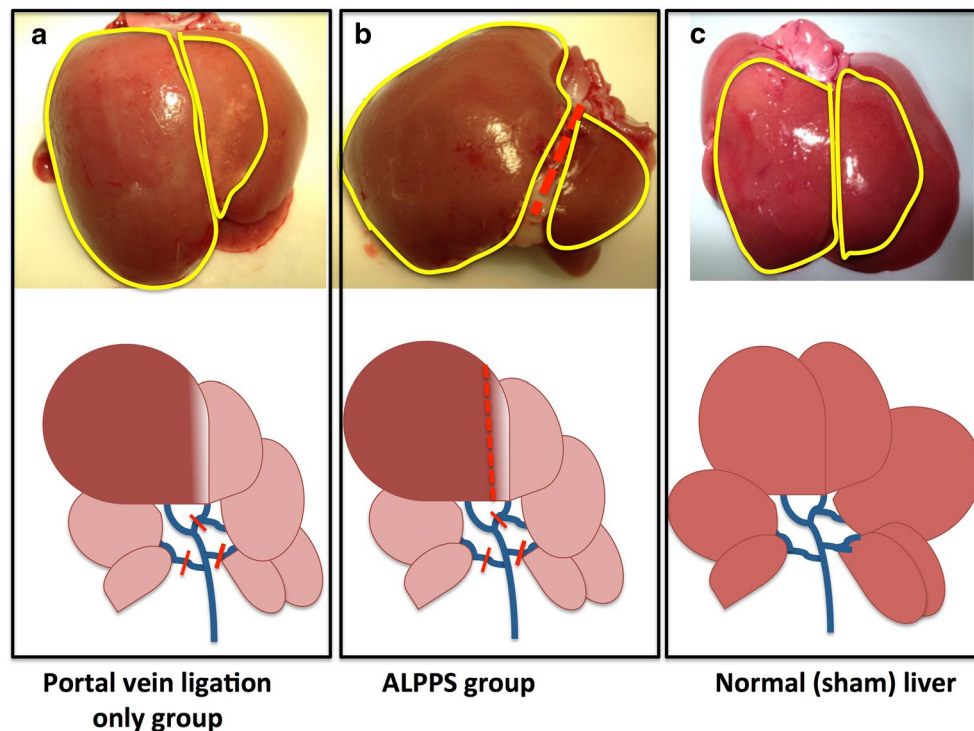 a
b
c
Portal vein ligation
only group
ALPPS group
Normal (sham) liver